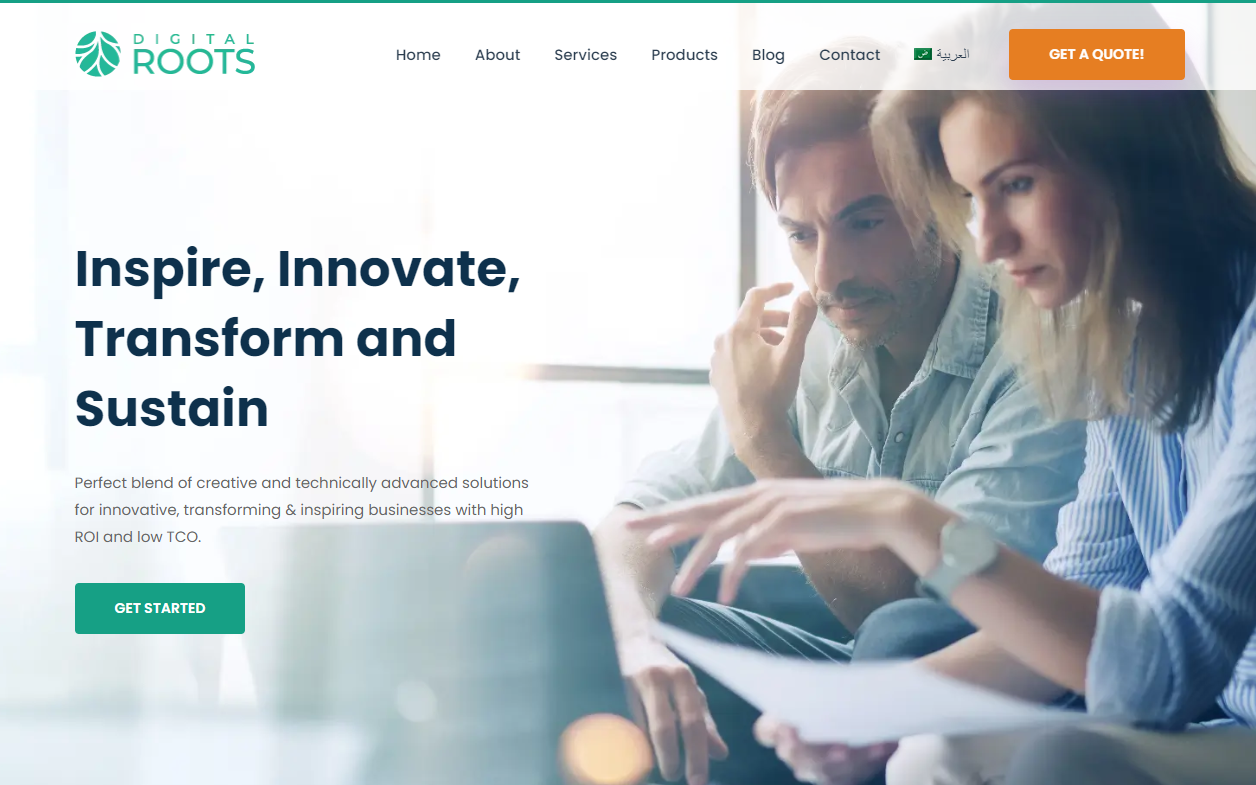 DIGITAL
ROOTS
Home About Services Products Blog Contact العربية GET A QUOTE!
Inspire, Innovate,
Transform and
Sustain
Perfect blend of creative and technically advanced solutions
for innovative, transforming & inspiring businesses with high
ROI and low TCO.
GET STARTED